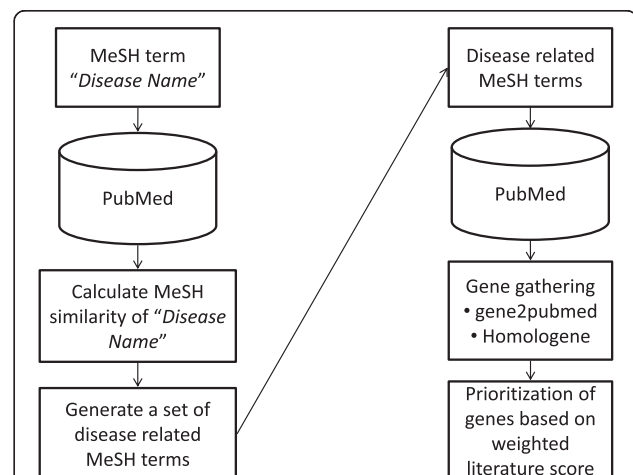 MeSH term
“Disease Name”
PubMed
Calculate MeSH
similarity of “Disease
Name”
Generate a set of
disease related
MeSH terms
Disease related
MeSH terms
PubMed
Gene gathering
• gene2pubmed
• Homologene
Prioritization of
genes based on
weighted
literature score